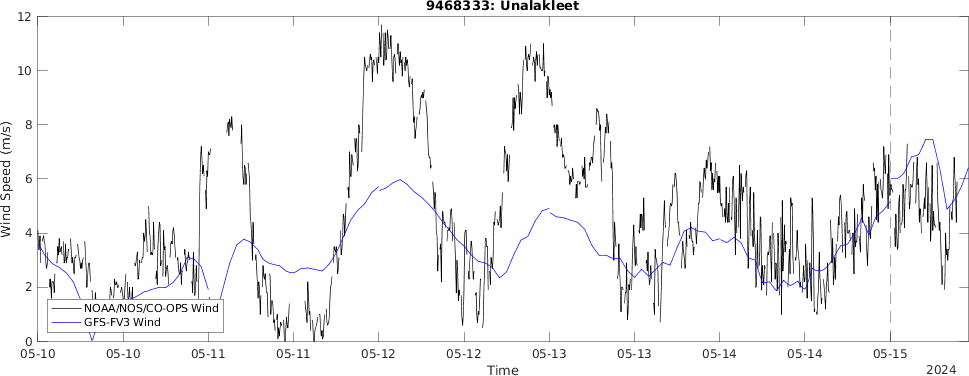 9468333: Unalakleet
12
10
8
6
4
2
0
Wind Speed (m/s)
NOAA/NOS/CO-OPS Wind
GFS-FV3 Wind
05-10 05-10 05-11 05-11 05-12 05-12 05-13 05-13 05-14 05-14 05-15
Time
2024